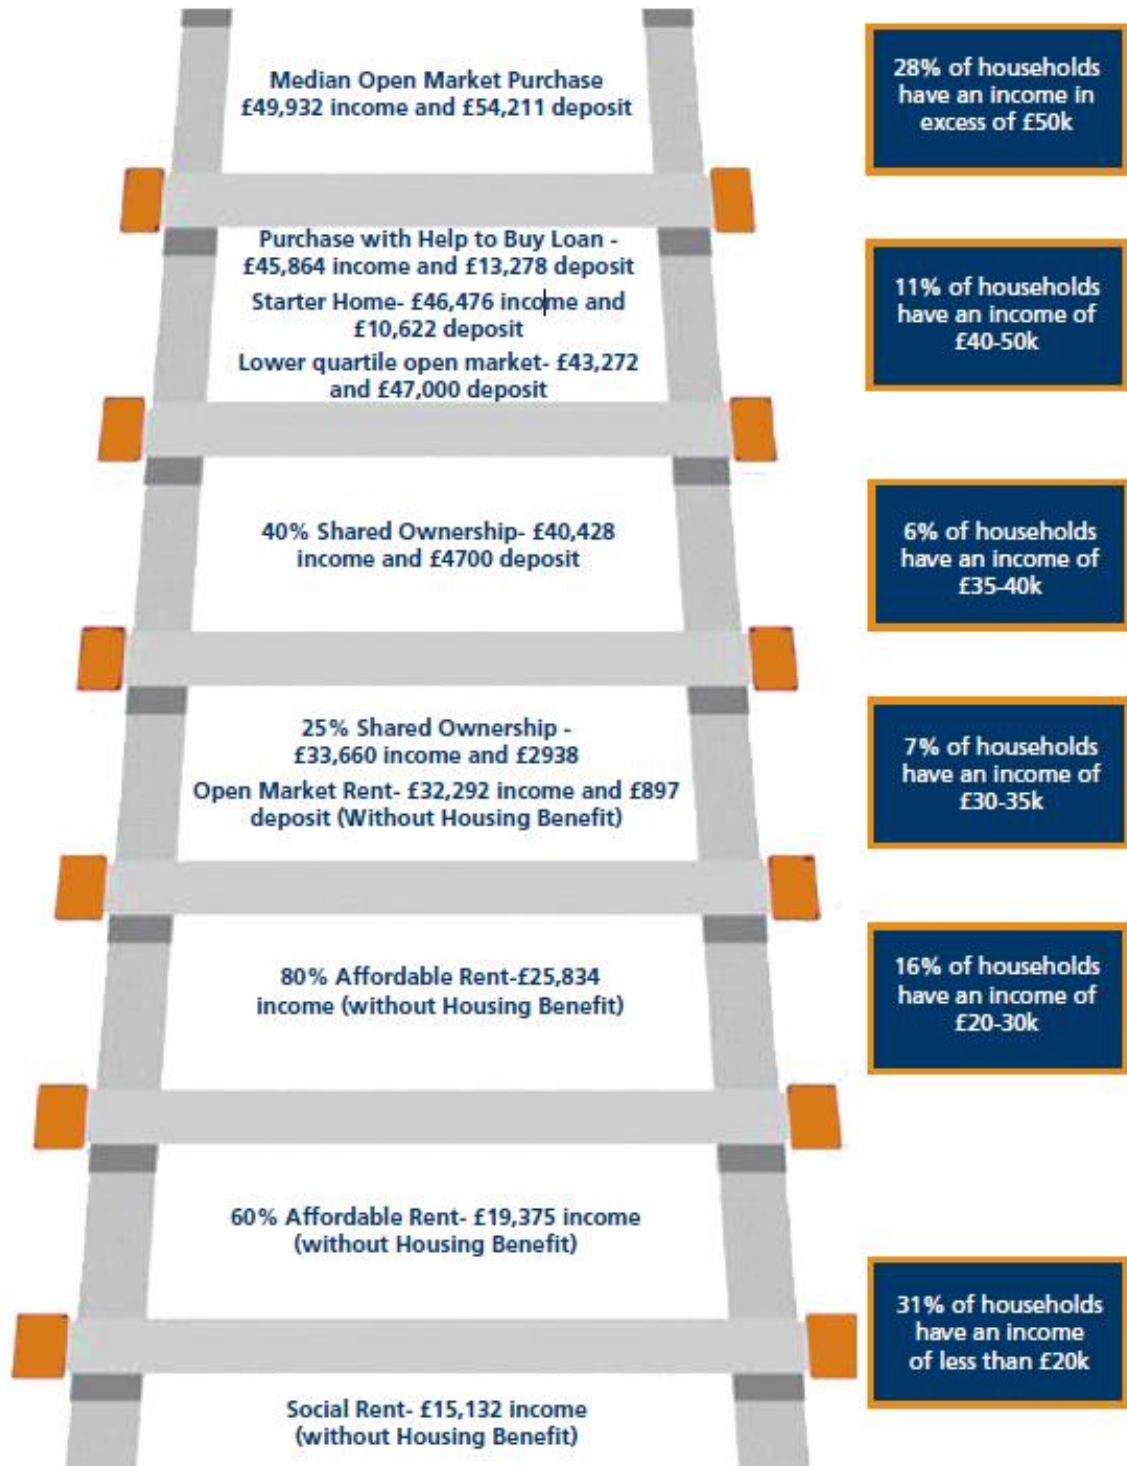 Median Open Market Purchase
£49,932 income and £54,211 deposit
28% of households
have an income in
excess of £50k
Purchase with Help to Buy Loan -
£45,864 income and £13,278 deposit
Starter Home- £46,476 income and
£10,622 deposit
Lower quartile open market- £43,272
and £47,000 deposit
11% of households
have an income of
£40-50k
40% Shared Ownership- £40,428
income and £4700 deposit
6% of households
have an income of
£35-40k
25% Shared Ownership -
£33,660 income and £2938
Open Market Rent- £32,292 income and £897
deposit (Without Housing Benefit)
7% of households
have an income of
£30-35k
80% Affordable Rent-£25,834
income (without Housing Benefit)
16% of households
have an income of
£20-30k
60% Affordable Rent- £19,375 income
(without Housing Benefit)
31% of households
have an income
of less than £20k
Social Rent- £15,132 income
(without Housing Benefit)